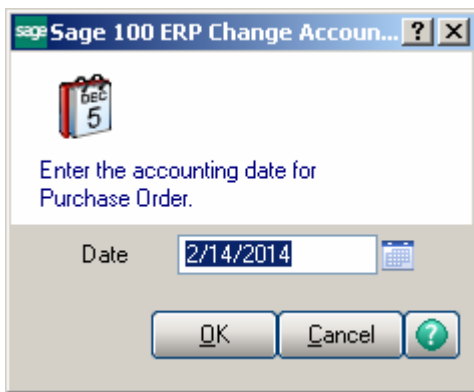 sage Sage 100 ERP Change Accoun... ? X
DEC
5
Enter the accounting date for
Purchase Order.
Date 2/14/2014
OK Cancel ?